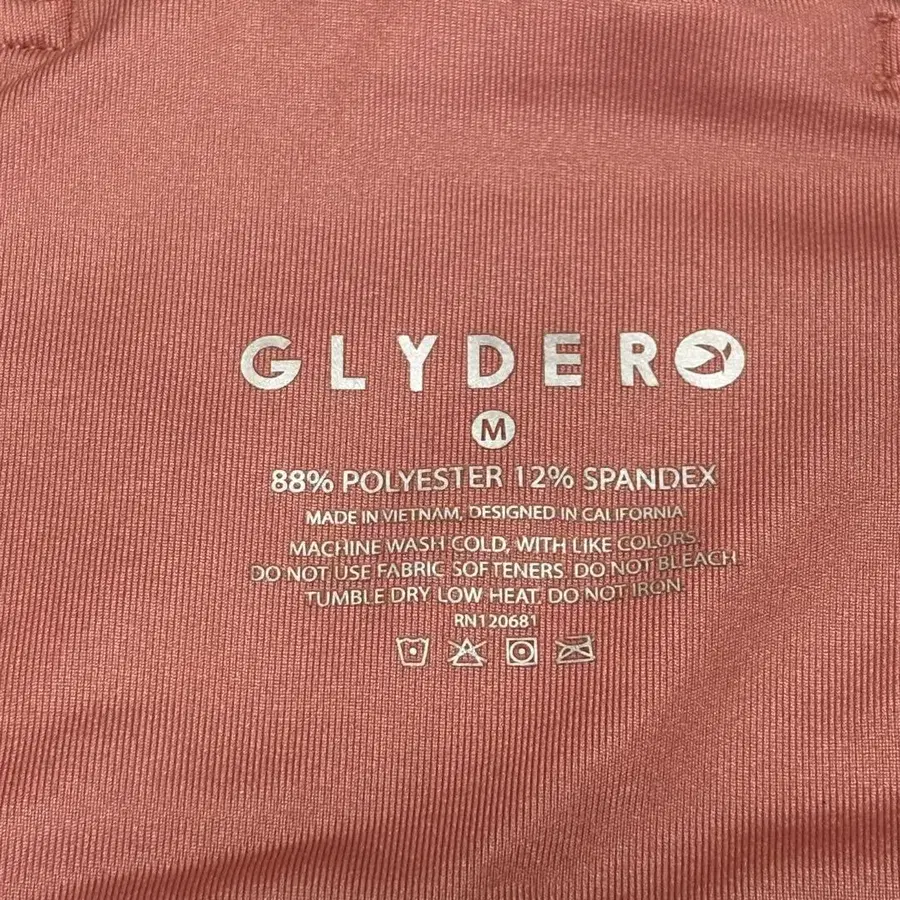 GLYDER
M
88% POLYESTER 12% SPANDEX
MADE IN VIETNAM, DESIGNED IN CALIFORNIA
MACHINE WASH COLD, WITH LIKE COLORS.
DO NOT USE FABRIC SOFTENERS. DO NOT BLEACH
TUMBLE DRY LOW HEAT. DO NOT IRON.
RN120681